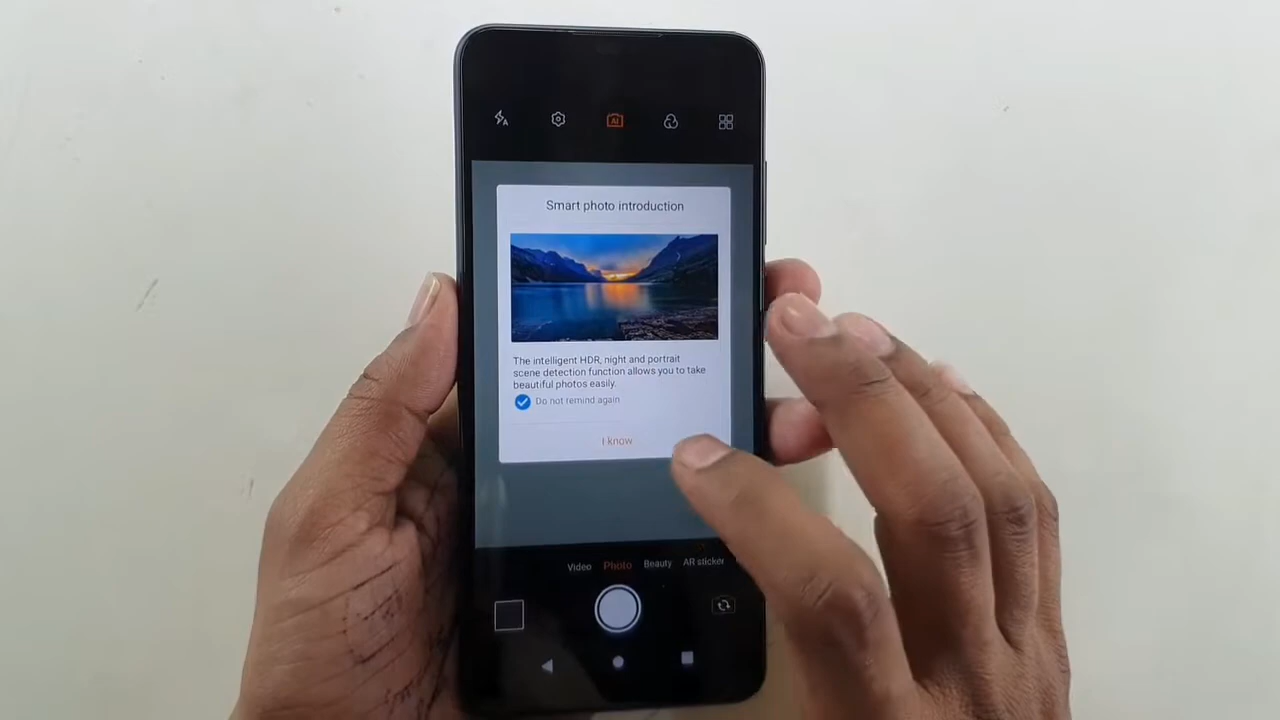 A
AI
Smart photo introduction
The intelligent HDR, night and portrait
scene detection function allows you to take
beautiful photos easily.
Do not remind again
I know
Video Photo Beauty AR sticker